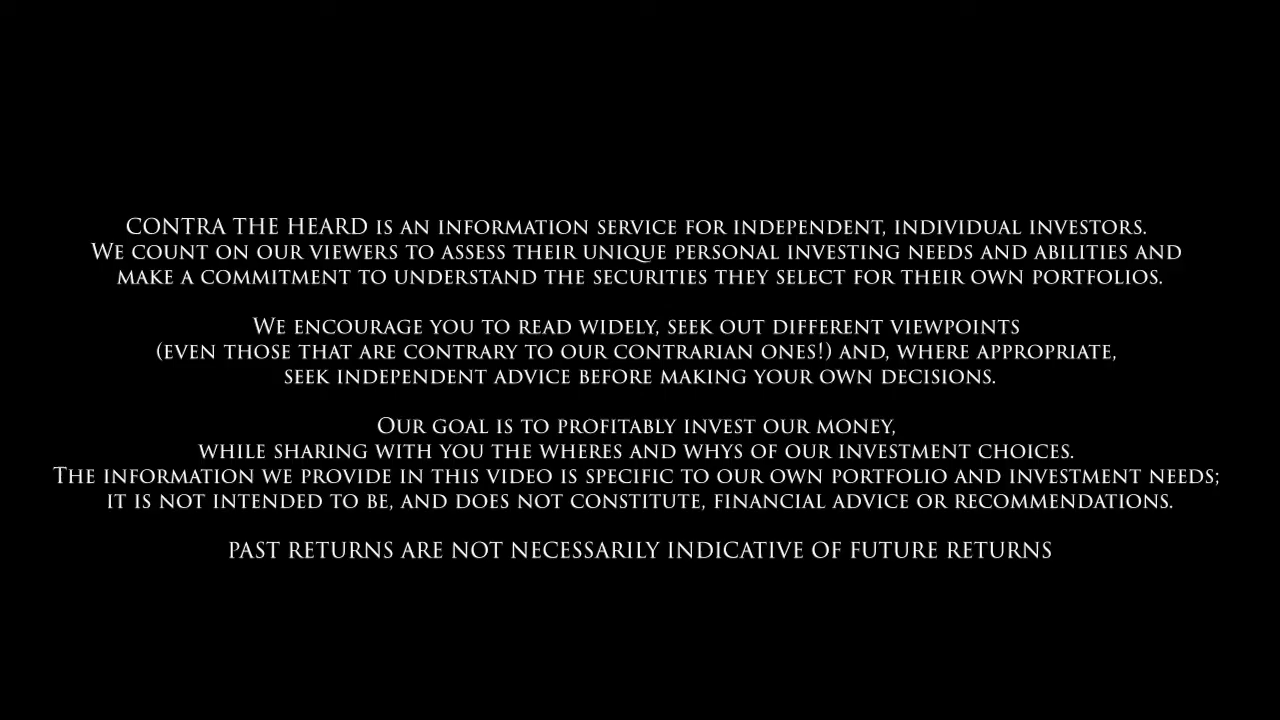 CONTRA THE HEARD IS AN INFORMATION SERVICE FOR INDEPENDENT, INDIVIDUAL INVESTORS.
WE COUNT ON OUR VIEWERS TO ASSESS THEIR UNIQUE PERSONAL INVESTING NEEDS AND ABILITIES AND
MAKE A COMMITMENT TO UNDERSTAND THE SECURITIES THEY SELECT FOR THEIR OWN PORTFOLIOS.
WE ENCOURAGE YOU TO READ WIDELY, SEEK OUT DIFFERENT VIEWPOINTS
(EVEN THOSE THAT ARE CONTRARY TO OUR CONTRARIAN ONES!) AND, WHERE APPROPRIATE,
SEEK INDEPENDENT ADVICE BEFORE MAKING YOUR OWN DECISIONS.
OUR GOAL IS TO PROFITABLY INVEST OUR MONEY,
WHILE SHARING WITH YOU THE WHERES AND WHYS OF OUR INVESTMENT CHOICES.
THE INFORMATION WE PROVIDE IN THIS VIDEO IS SPECIFIC TO OUR OWN PORTFOLIO AND INVESTMENT NEEDS;
IT IS NOT INTENDED TO BE, AND DOES NOT CONSTITUTE, FINANCIAL ADVICE OR RECOMMENDATIONS.
PAST RETURNS ARE NOT NECESSARILY INDICATIVE OF FUTURE RETURNS